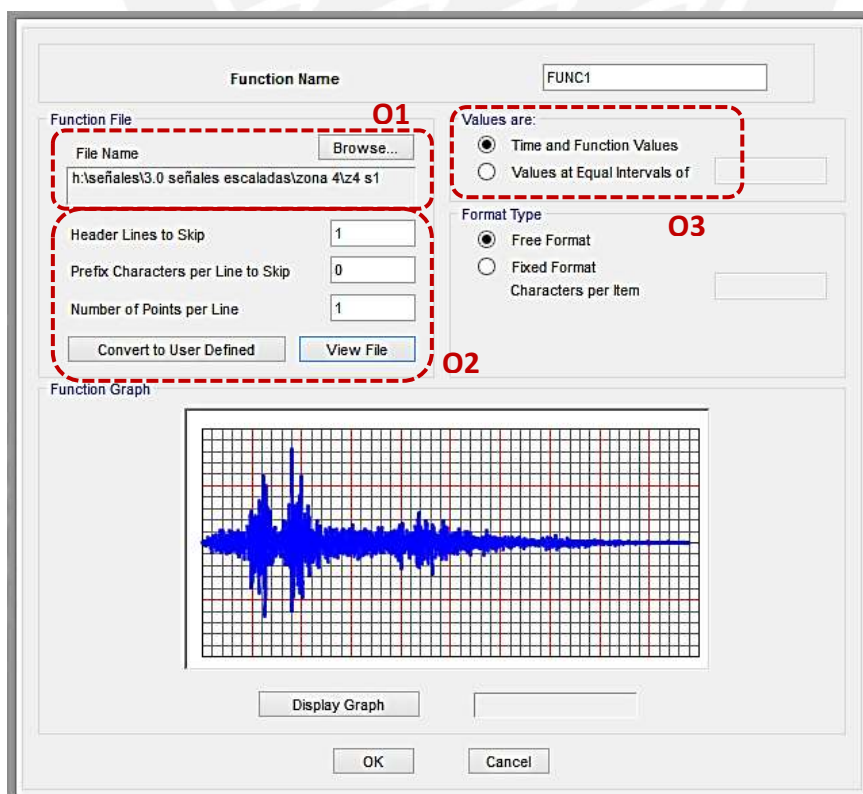 Function Name
FUNC1
Function File
O1
File Name
Browse...
h:\señales\3.0 señales escaladas\zona 4\z4 s1
Header Lines to Skip
1
Prefix Characters per Line to Skip
0
Number of Points per Line
1
Convert to User Defined
View File
O2
Values are:
Time and Function Values
Values at Equal Intervals of
O3
Format Type
Free Format
Fixed Format
Characters per Item
Function Graph
Display Graph
OK
Cancel